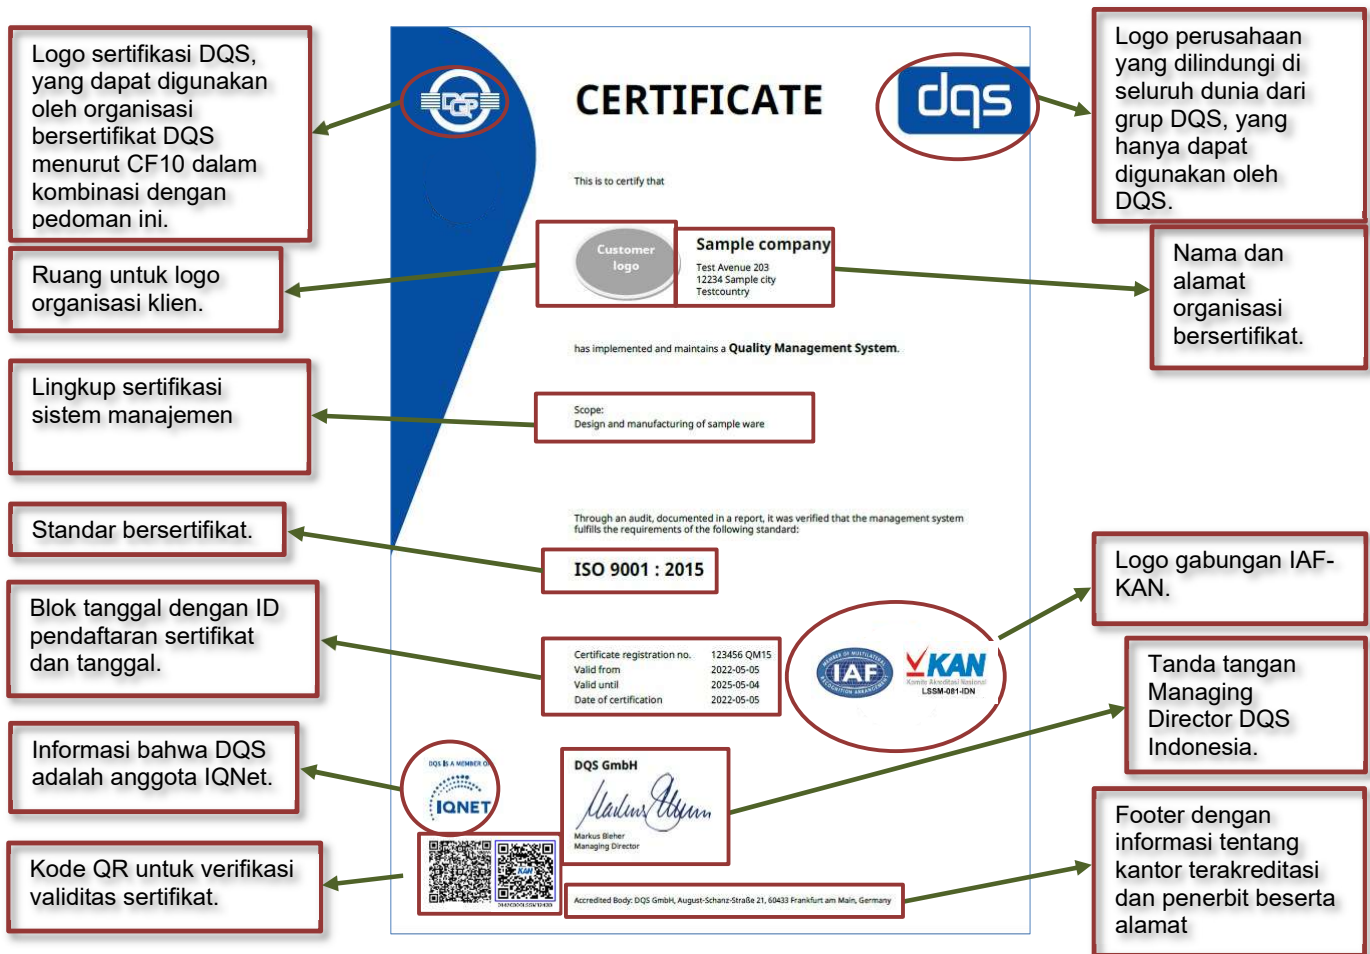 Logo sertifikasi DQS,
yang dapat digunakan
oleh organisasi
bersertifikat DQS
menurut CF10 dalam
kombinasi dengan
pedoman ini.
Ruang untuk logo
organisasi klien.
Lingkup sertifikasi
sistem manajemen
Standar bersertifikat.
Blok tanggal dengan ID
pendaftaran sertifikat
dan tanggal.
Informasi bahwa DQS
adalah anggota IQNet.
Kode QR untuk verifikasi
validitas sertifikat.
CERTIFICATE
dqs
This is to certify that
Customer
logo
Sample company
Test Avenue 203
12234 Sample city
Testcountry
has implemented and maintains a Quality Management System.
Scope:
Design and manufacturing of sample ware
Through an audit, documented in a report, it was verified that the management system
fulfills the requirements of the following standard:
ISO 9001 : 2015
Certificate registration no. 123456 QM15
Valid from 2022-05-05
Valid until 2025-05-04
Date of certification 2022-05-05
MEMBER OF MULTILATERAL
IAF
RECOGNITION ARRANGEMENT
KAN
Komite Akreditasi Nasional
LSSM-081-IDN
DQS IS A MEMBER OF
IQNET
DQS GmbH
Markus Bleher
Managing Director
KAN
Accredited Body: DQS GmbH, August-Schanz-Straße 21, 60433 Frankfurt am Main, Germany
Logo perusahaan
yang dilindungi di
seluruh dunia dari
grup DQS, yang
hanya dapat
digunakan oleh
DQS.
Nama dan
alamat
organisasi
bersertifikat.
Logo gabungan IAF-
KAN.
Tanda tangan
Managing
Director DQS
Indonesia.
Footer dengan
informasi tentang
kantor terakreditasi
dan penerbit beserta
alamat